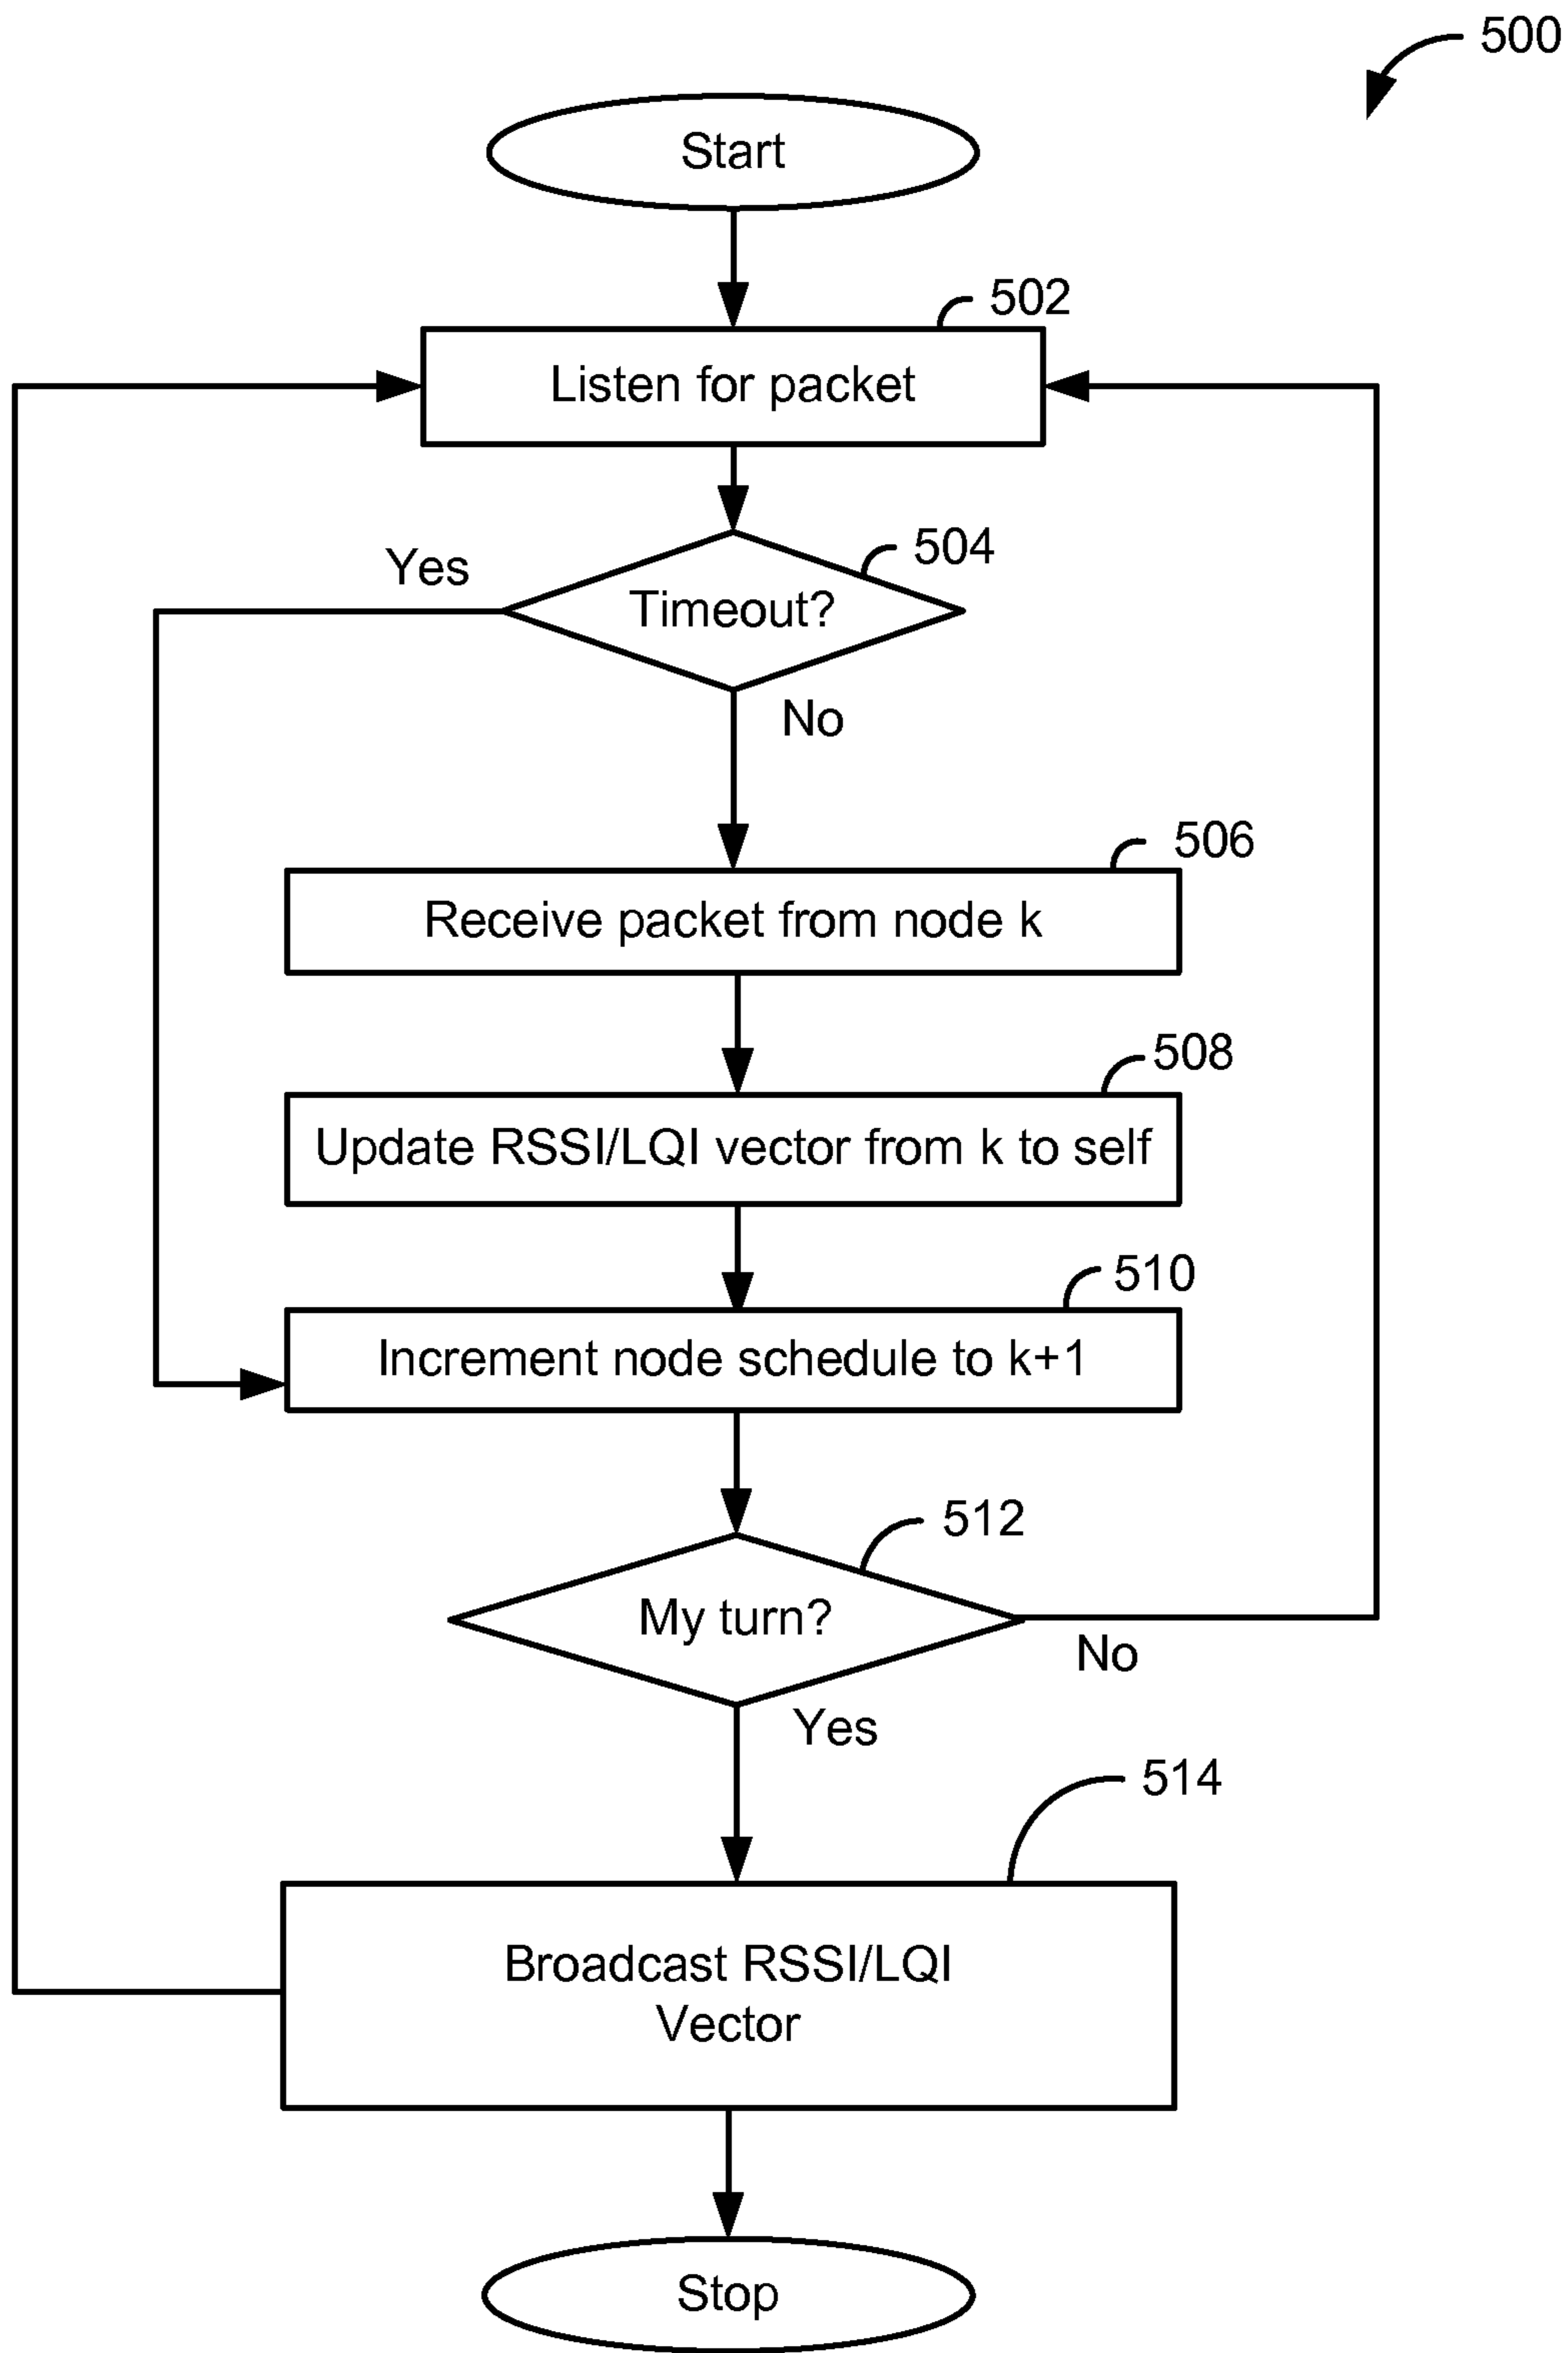 500
Start
502
Listen for packet
504
Yes
Timeout?
No
506
Receive packet from node k
508
Update RSSI/LQI vector from k to self
510
Increment node schedule to k+1
512
My turn?
No
Yes
514
Broadcast RSSI/LQI
Vector
Stop